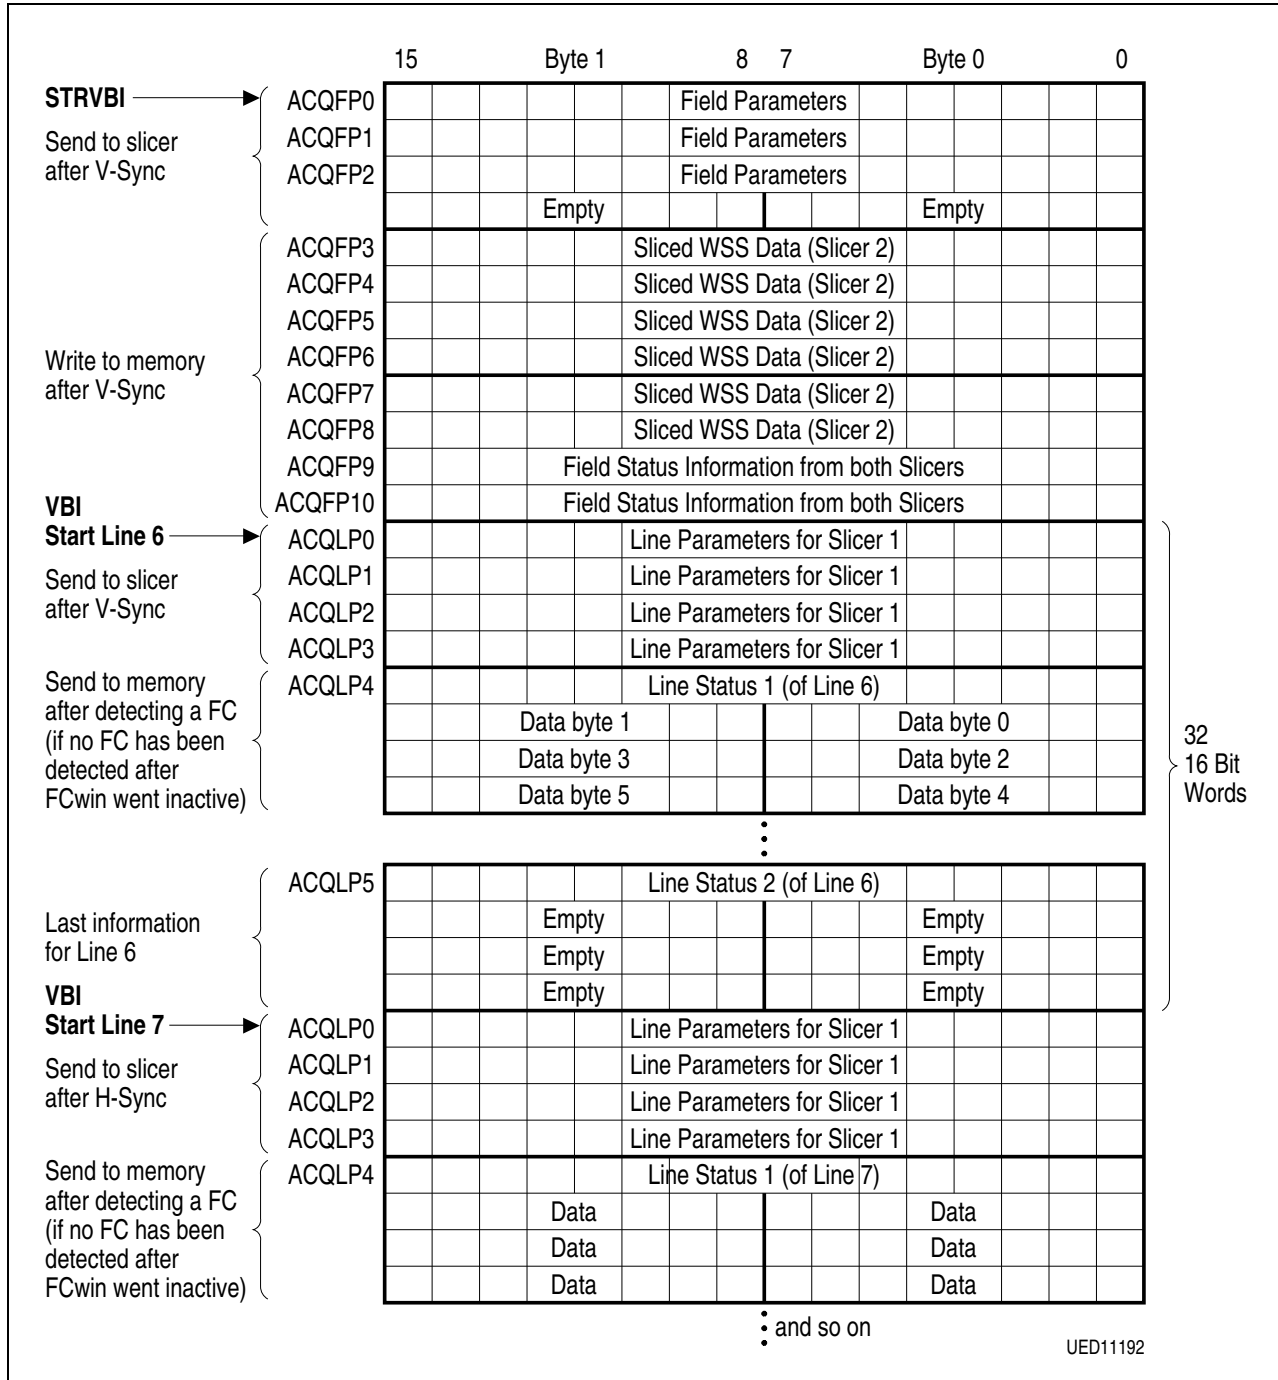 15 Byte 1 8 7 Byte 0 0
STRVBI ACQFP0 Field Parameters
Send to slicer ACQFP1 Field Parameters
after V-Sync ACQFP2 Field Parameters
Empty Empty
ACQFP3 Sliced WSS Data (Slicer 2)
ACQFP4 Sliced WSS Data (Slicer 2)
ACQFP5 Sliced WSS Data (Slicer 2)
Write to memory ACQFP6 Sliced WSS Data (Slicer 2)
after V-Sync ACQFP7 Sliced WSS Data (Slicer 2)
ACQFP8 Sliced WSS Data (Slicer 2)
ACQFP9 Field Status Information from both Slicers
VBI ACQFP10 Field Status Information from both Slicers
Start Line 6 ACQLP0 Line Parameters for Slicer 1
Send to slicer ACQLP1 Line Parameters for Slicer 1
after V-Sync ACQLP2 Line Parameters for Slicer 1
ACQLP3 Line Parameters for Slicer 1
Send to memory ACQLP4 Line Status 1 (of Line 6)
after detecting a FC Data byte 1 Data byte 0
(if no FC has been Data byte 3 Data byte 2
detected after
FCwin went inactive) Data byte 5 Data byte 4
32
16 Bit
Words
ACQLP5 Line Status 2 (of Line 6)
Last information Empty Empty
for Line 6 Empty Empty
VBI Empty Empty
Start Line 7 ACQLP0 Line Parameters for Slicer 1
Send to slicer ACQLP1 Line Parameters for Slicer 1
after H-Sync ACQLP2 Line Parameters for Slicer 1
ACQLP3 Line Parameters for Slicer 1
Send to memory ACQLP4 Line Status 1 (of Line 7)
after detecting a FC Data Data
(if no FC has been Data Data
detected after
FCwin went inactive) Data Data
and so on
UED11192